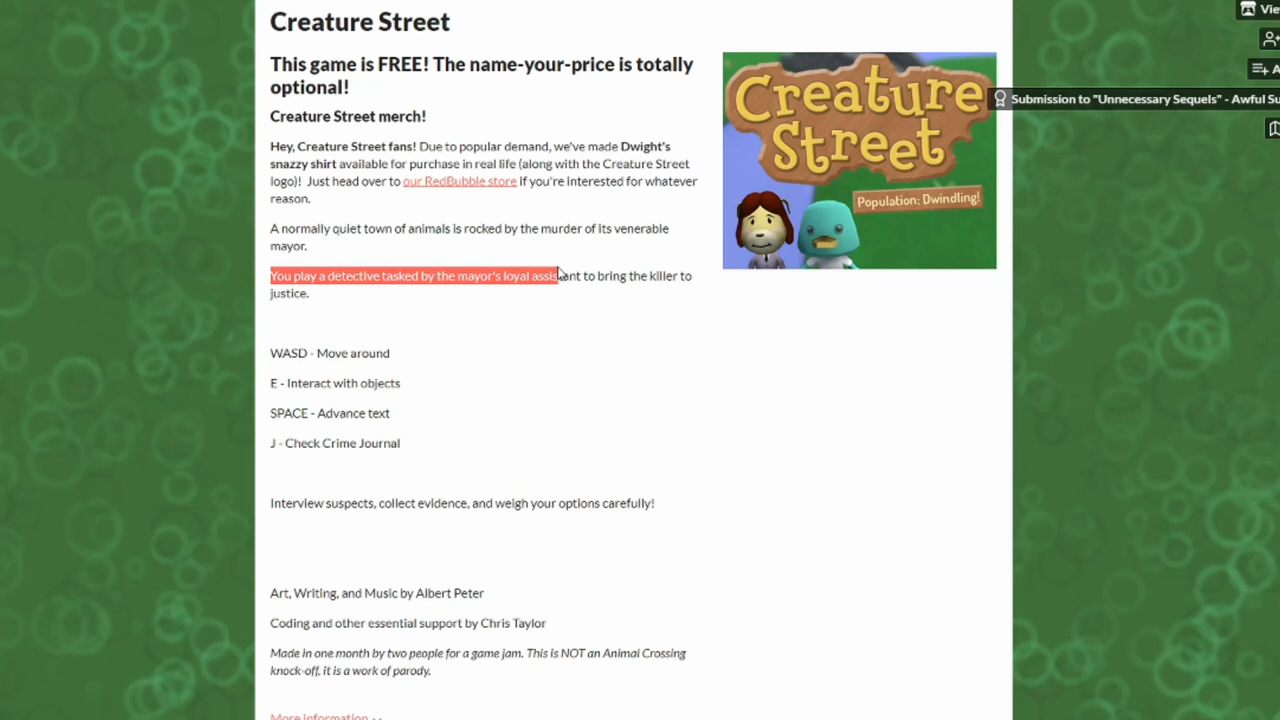 Creature Street
This game is FREE! The name-your-price is totally
optional!
Creature Street merch!
Hey, Creature Street fans! Due to popular demand, we've made Dwight's
snazzy shirt available for purchase in real life (along with the Creature Street
logo)! Just head over to our RedBubble store if you're interested for whatever
reason.
A normally quiet town of animals is rocked by the murder of its venerable
mayor.
You play a detective tasked by the mayor's loyal assistant to bring the killer to
justice.
WASD - Move around
E - Interact with objects
SPACE - Advance text
J - Check Crime Journal
Interview suspects, collect evidence, and weigh your options carefully!
Art, Writing, and Music by Albert Peter
Coding and other essential support by Chris Taylor
Made in one month by two people for a game jam. This is NOT an Animal Crossing
knock-off, it is a work of parody.
More Information
Creature
Street
Population: Dwindling!
Vie
A
Submission to "Unnecessary Sequels" - Awful Su